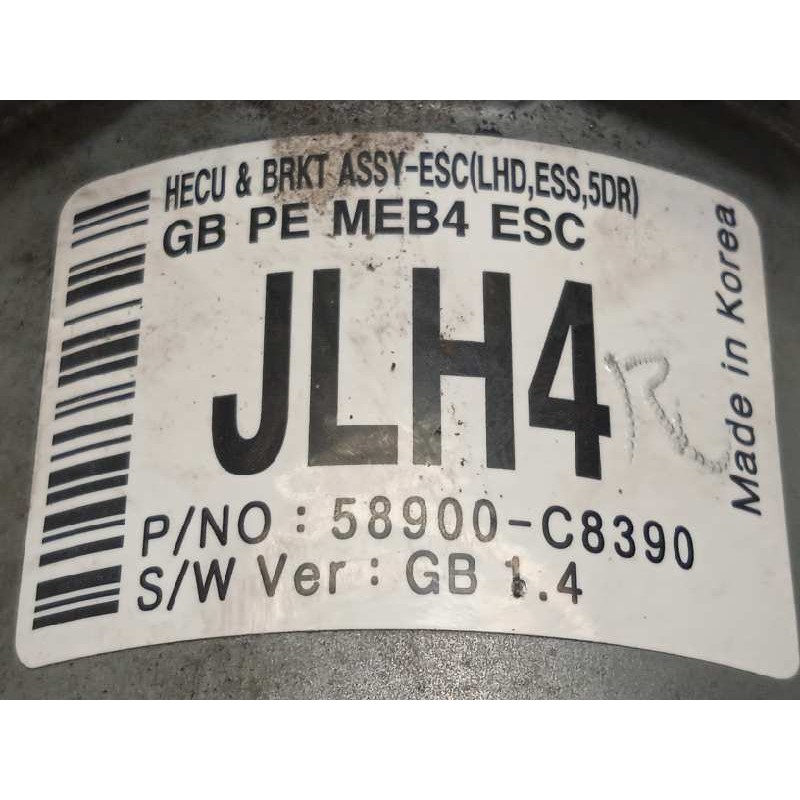 HECU & BRKT ASSY-ESC(LHD,ESS,5DR)
GB PE MEB4 ESC
JLH4
R
P/NO : 58900-C8390
S/W Ver : GB 1.4
Made in Korea